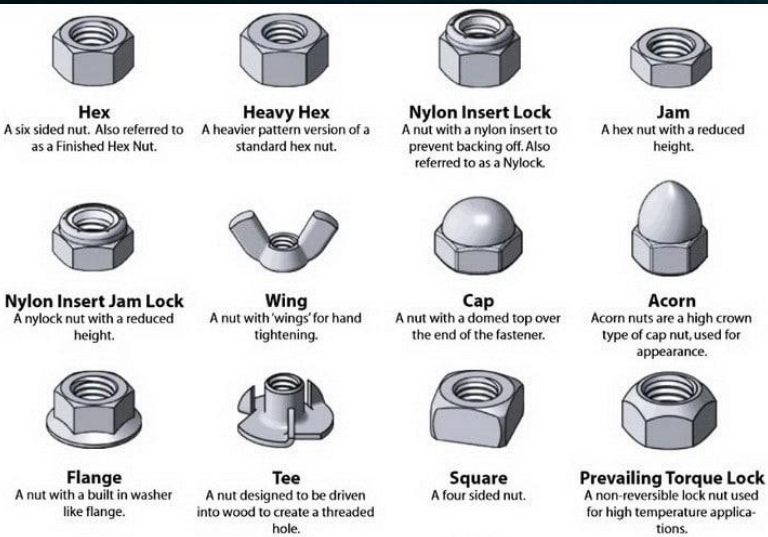 Hex
A six sided nut. Also referred to
as a Finished Hex Nut.
Heavy Hex
A heavier pattern version of a
standard hex nut.
Nylon Insert Lock
A nut with a nylon insert to
prevent backing off. Also
referred to as a Nylock.
Jam
A hex nut with a reduced
height.
Nylon Insert Jam Lock
A nylock nut with a reduced
height.
Wing
A nut with 'wings' for hand
tightening.
Cap
A nut with a domed top over
the end of the fastener.
Acorn
Acorn nuts are a high crown
type of cap nut, used for
appearance.
Flange
A nut with a built in washer
like flange.
Tee
A nut designed to be driven
into wood to create a threaded
hole.
Square
A four sided nut.
Prevailing Torque Lock
A non-reversible lock nut used
for high temperature applica-
tions.